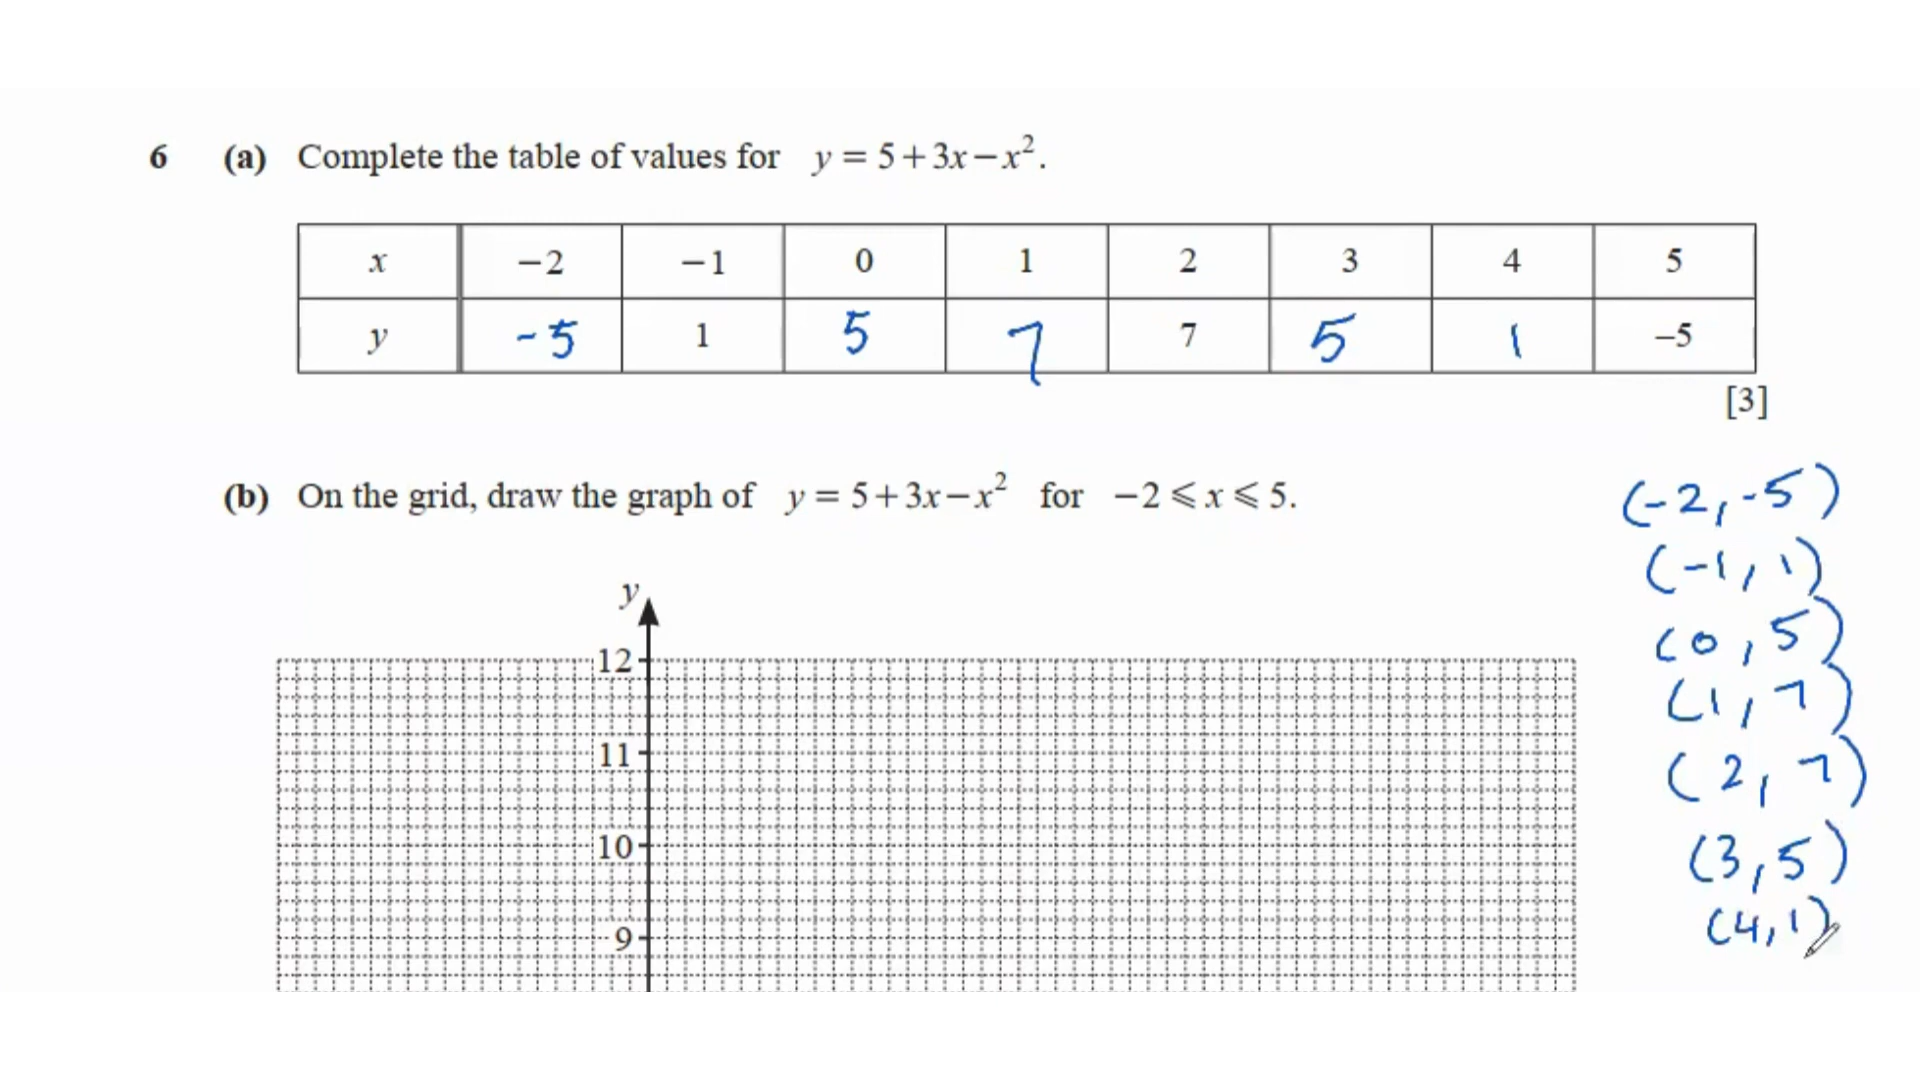 6 (a) Complete the table of values for y = 5 + 3x − x².
x −2 −1 0 1 2 3 4 5
y -5 1 5 7 7 5 1 −5
[3]
(b) On the grid, draw the graph of y = 5 + 3x − x² for −2 ⩽ x ⩽ 5.
(-2, -5)
(-1, 1)
(0, 5)
(1, 7)
(2, 7)
(3, 5)
(4, 1)
y
12
11
10
9